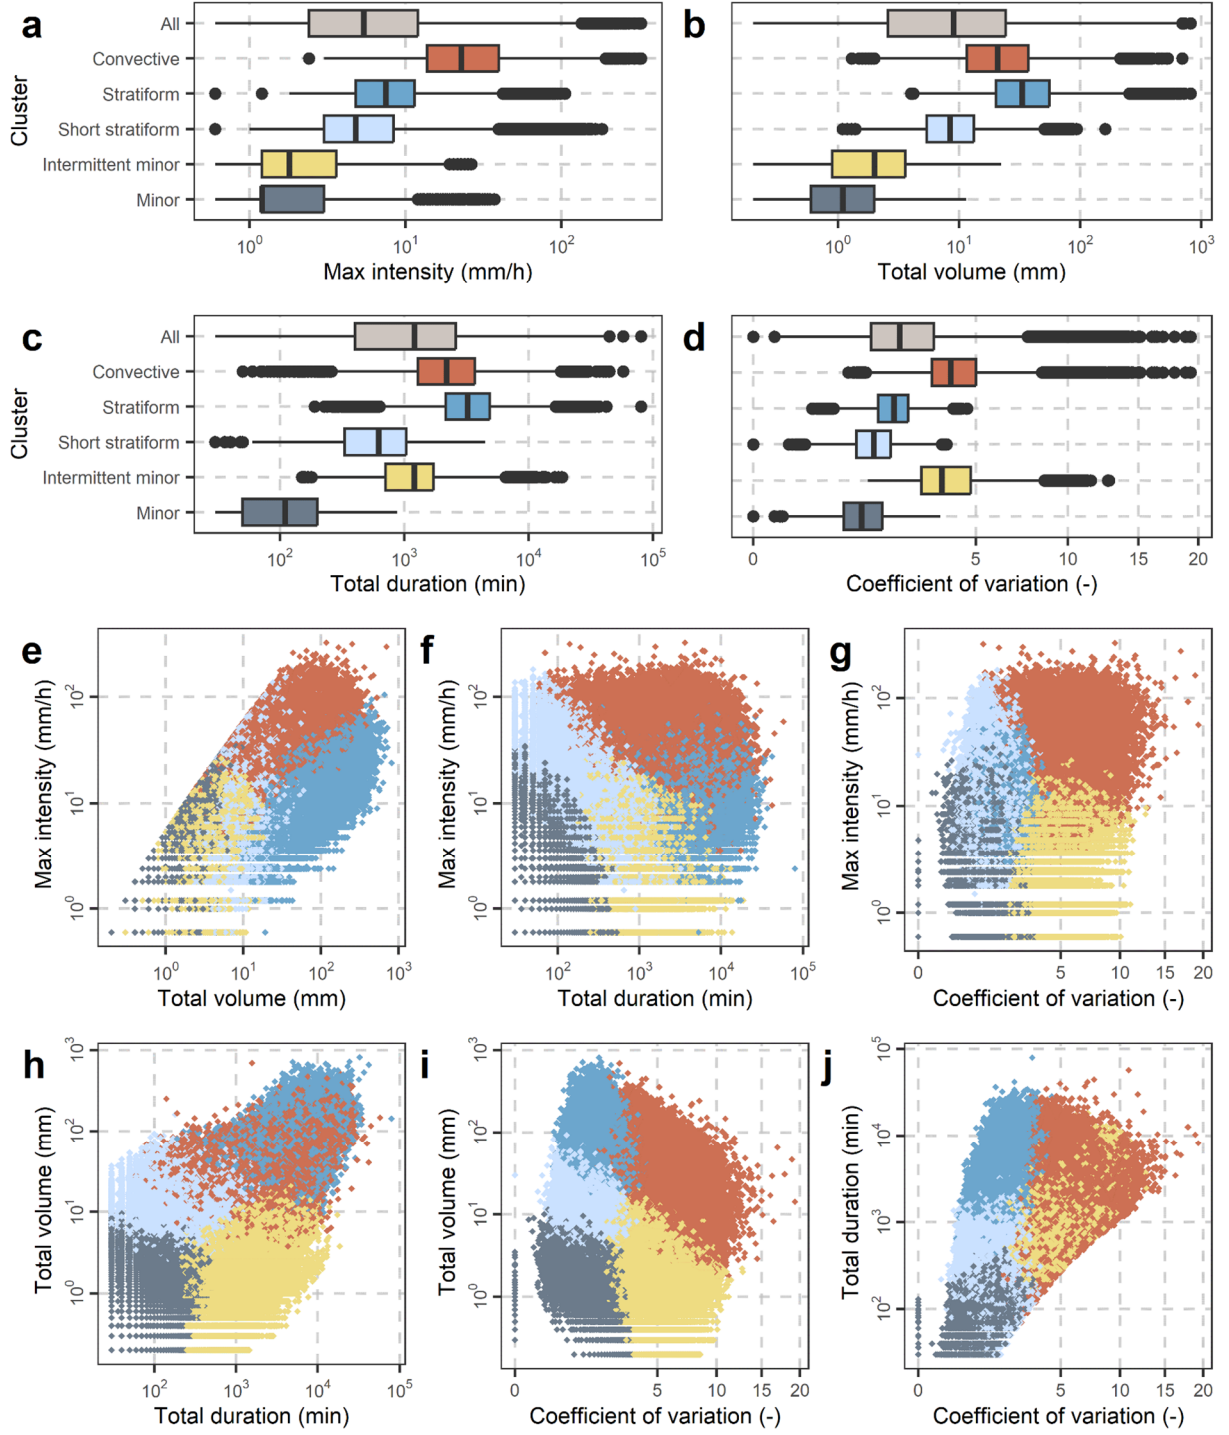 a
Cluster
All
Convective
Stratiform
Short stratiform
Intermittent minor
Minor
10⁰ 10¹ 10²
Max intensity (mm/h)
b
10⁰ 10¹ 10² 10³
Total volume (mm)
c
Cluster
All
Convective
Stratiform
Short stratiform
Intermittent minor
Minor
10² 10³ 10⁴ 10⁵
Total duration (min)
d
0 5 10 15 20
Coefficient of variation (-)
e
Max intensity (mm/h)
10² 10¹ 10⁰
10⁰ 10¹ 10² 10³
Total volume (mm)
f
Max intensity (mm/h)
10² 10¹ 10⁰
10² 10³ 10⁴ 10⁵
Total duration (min)
g
Max intensity (mm/h)
10² 10¹ 10⁰
0 5 10 15 20
Coefficient of variation (-)
h
Total volume (mm)
10³ 10² 10¹ 10⁰
10² 10³ 10⁴ 10⁵
Total duration (min)
i
Total volume (mm)
10³ 10² 10¹ 10⁰
0 5 10 15 20
Coefficient of variation (-)
j
Total duration (min)
10⁵ 10⁴ 10³ 10²
0 5 10 15 20
Coefficient of variation (-)